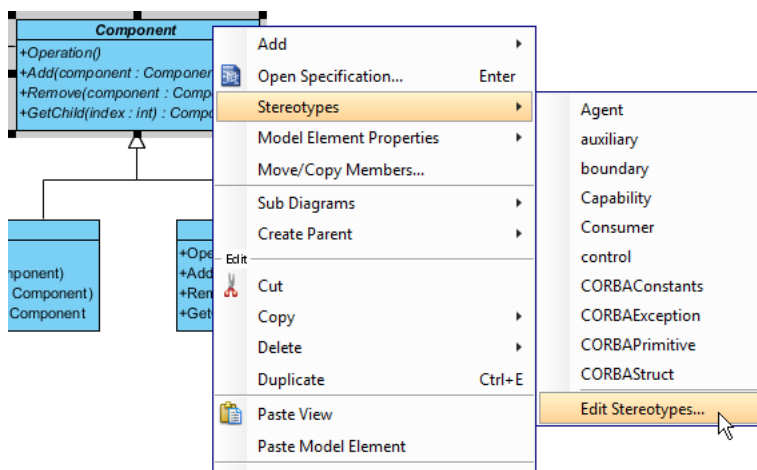 Component
+Operation()
+Add(component : Componen
+Remove(component : Comp
+GetChild(index : int) : Compo
nponent)
Component)
Component
+Ope
+Add
+Ren
+Get
Add
Open Specification... Enter
Stereotypes
Model Element Properties
Move/Copy Members...
Sub Diagrams
Create Parent
Edit
Cut
Copy
Delete
Duplicate Ctrl+E
Paste View
Paste Model Element
Agent
auxiliary
boundary
Capability
Consumer
control
CORBAConstants
CORBAException
CORBAPrimitive
CORBAStruct
Edit Stereotypes...